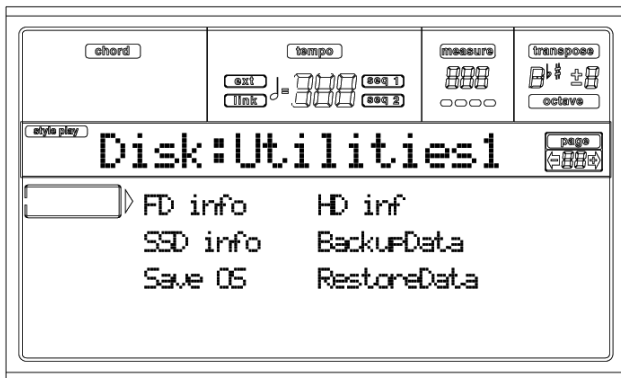 chord tempo measure transpose
ext seq 1
link seq 2
octave
style play
Disk:Utilities1
page
FD info HD inf
SSD info BackupData
Save OS RestoreData